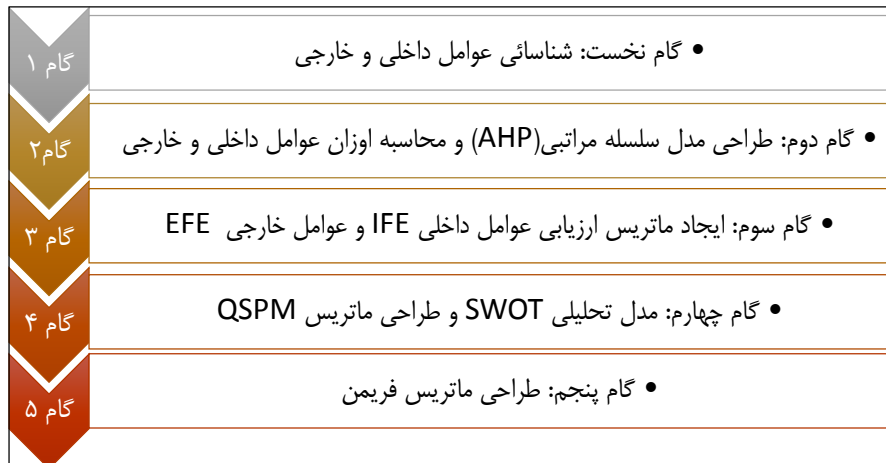 گام ۱
• گام نخست: شناسائی عوامل داخلی و خارجی
گام۲
• گام دوم: طراحی مدل سلسله مراتبی(AHP) و محاسبه اوزان عوامل داخلی و خارجی
گام ۳
• گام سوم: ایجاد ماتریس ارزیابی عوامل داخلی IFE و عوامل خارجی EFE
گام ۴
• گام چهارم: مدل تحلیلی SWOT و طراحی ماتریس QSPM
گام ۵
• گام پنجم: طراحی ماتریس فریمن